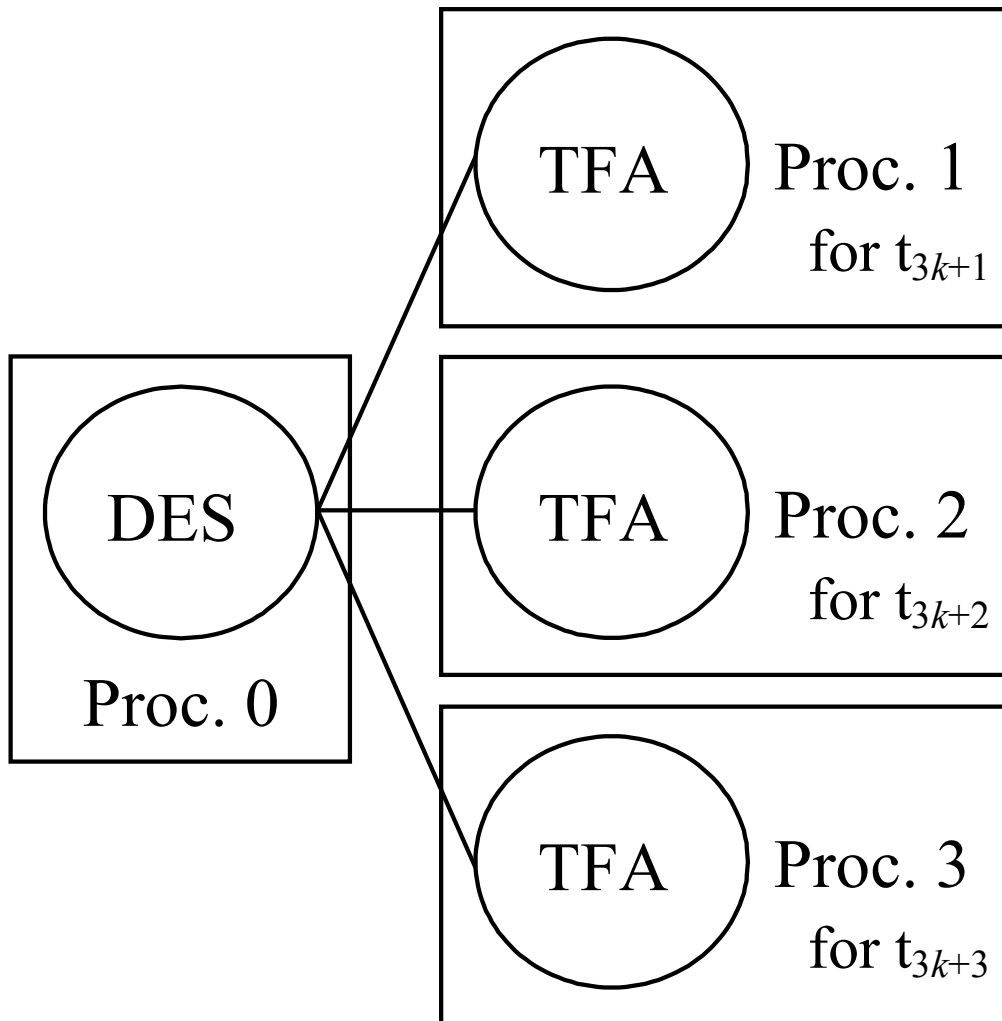 DES
Proc. 0
TFA
Proc. 1
for t3k+1
TFA
Proc. 2
for t3k+2
TFA
Proc. 3
for t3k+3